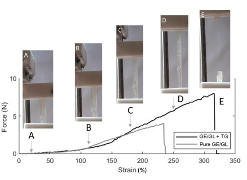 A
B
C
D
E
Force (N)
10
5
0
A
B
C
D
E
GE/GL + TG
Pure GE/GL
0
50
100
150
200
250
300
350
Strain (%)